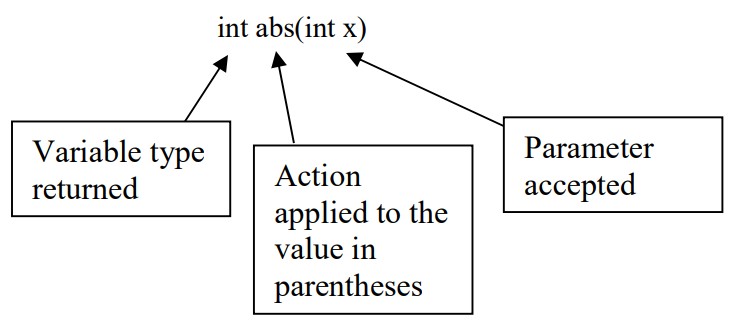 int abs(int x)
Variable type
returned
Action
applied to the
value in
parentheses
Parameter
accepted